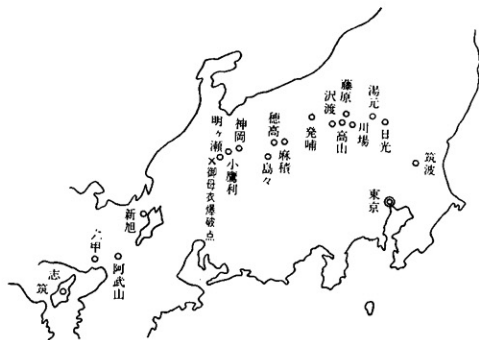 筑波
日光
湯元
東京
川場
藤原
高山
沢渡
発哺
麻積
穂高
島々
神岡
小鷹利
明ヶ瀬
×御母衣爆破点
新旭
阿武山
六甲
志筑